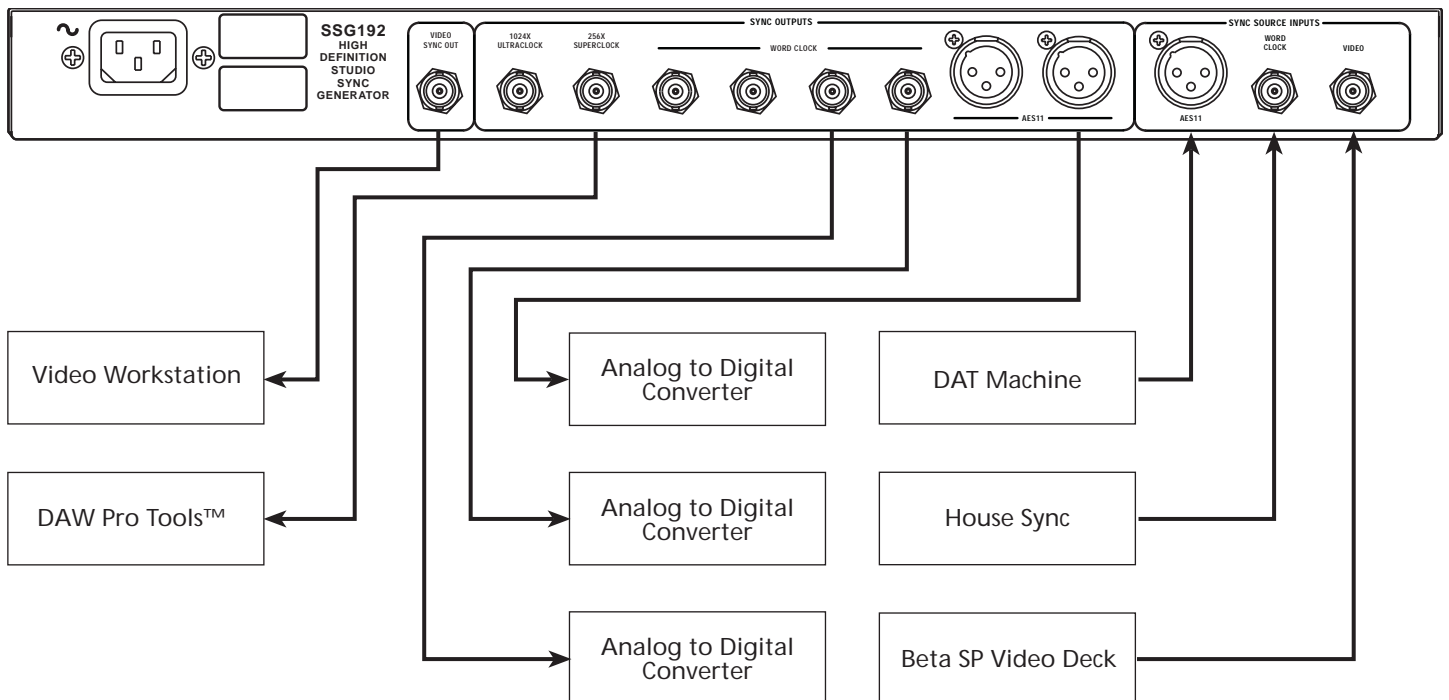 SSG192
HIGH
DEFINITION
STUDIO
SYNC
GENERATOR
VIDEO
SYNC OUT
SYNC OUTPUTS
1024X
ULTRACLOCK
256X
SUPERCLOCK
WORD CLOCK
AES11
SYNC SOURCE INPUTS
AES11
WORD
CLOCK
VIDEO
Video Workstation
Analog to Digital
Converter
DAT Machine
DAW Pro Tools™
Analog to Digital
Converter
House Sync
Analog to Digital
Converter
Beta SP Video Deck